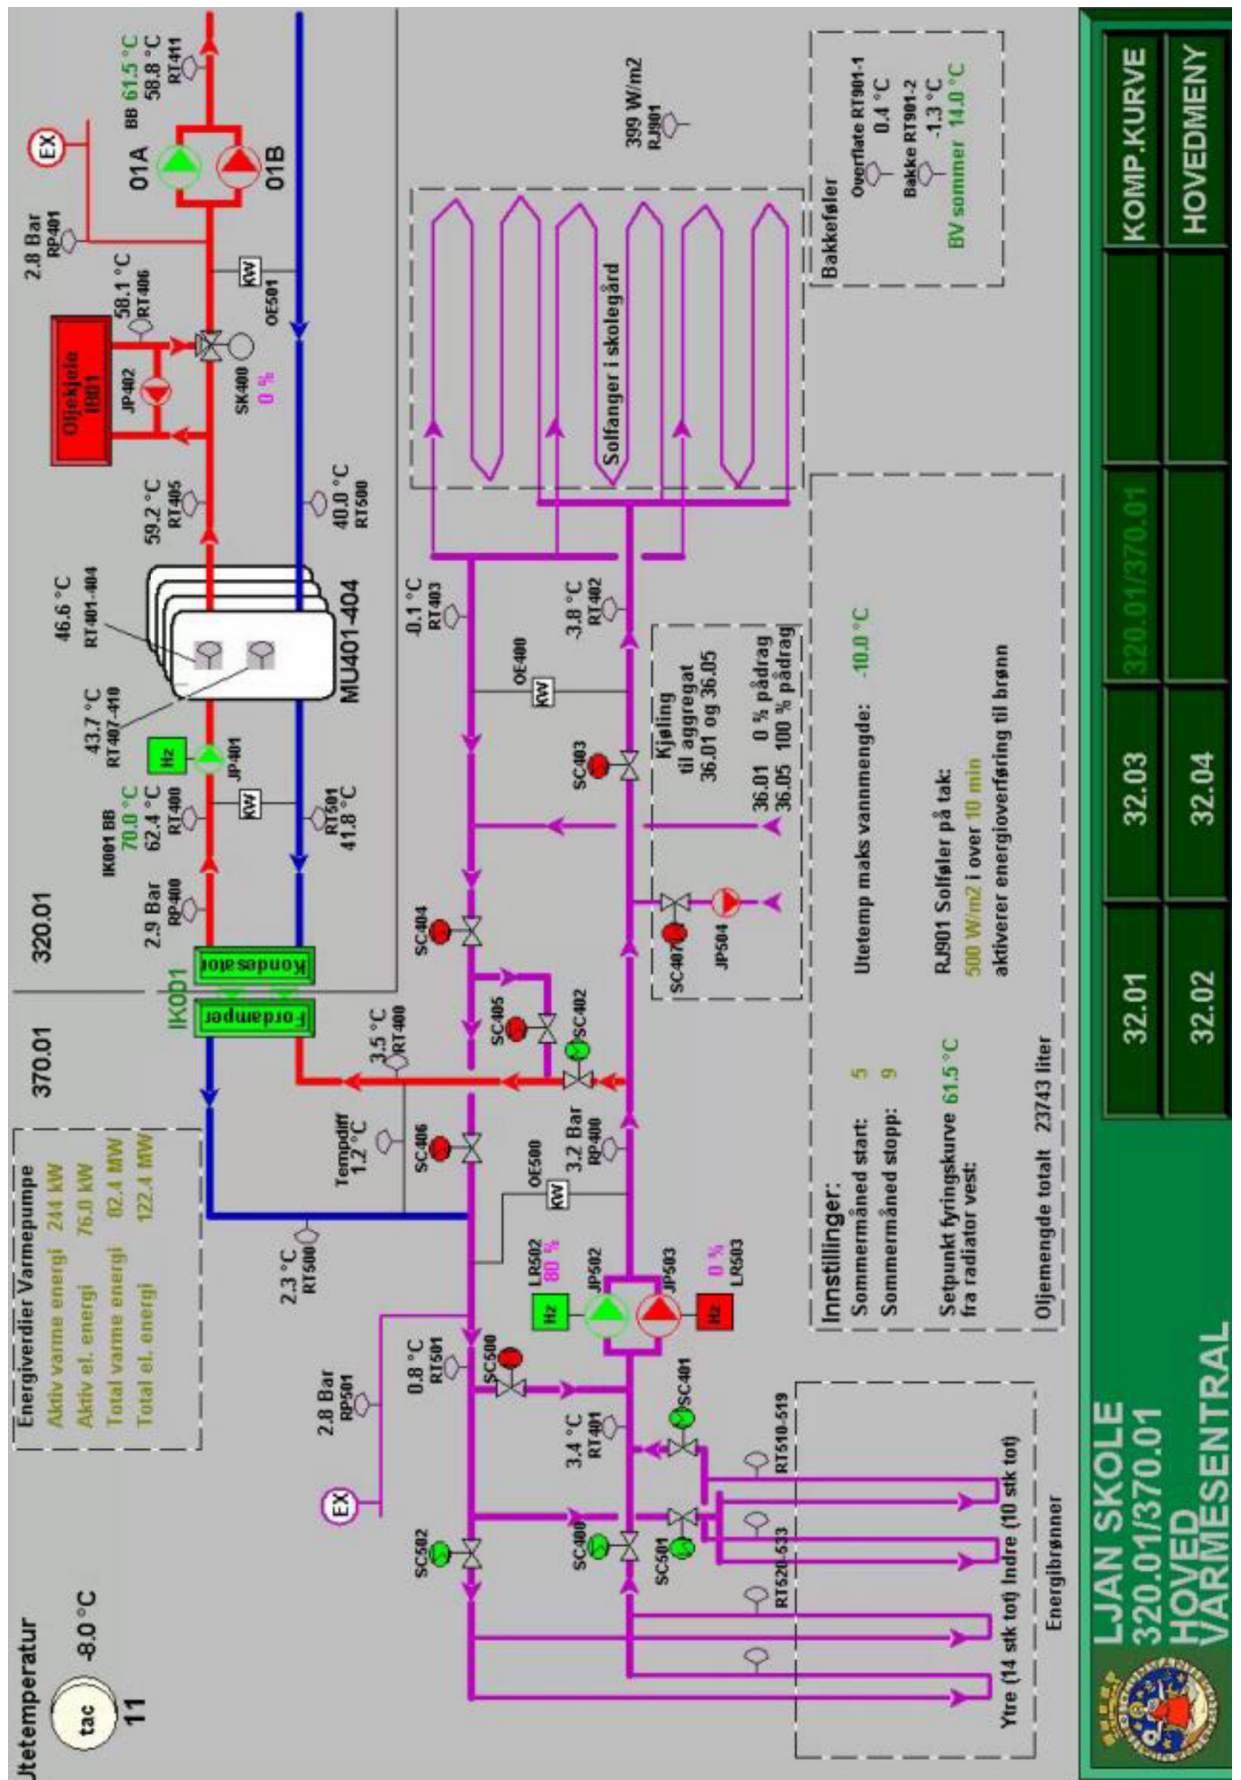 Utetemperatur
tac
-8.0 °C
11
Energiverdier Varmepumpe
Aktiv varme energi 244 kW
Aktiv el. energi 76.0 kW
Total varme energi 82.4 MW
Total el. energi 122.4 MW
370.01
320.01
IK001
Fordamper
Kondesator
2.9 Bar
RP400
IK001 BB
70.0 °C
62.4 °C
RT400
KW
RT501
41.8 °C
Hz
JP401
43.7 °C
RT407-410
46.6 °C
RT401-404
MU401-404
59.2 °C
RT405
40.0 °C
RT500
Oljekjele
IB01
JP402
58.1 °C
RT406
SK400
0 %
KW
OE501
2.8 Bar
RP401
EX
01A
01B
BB 61.5 °C
58.8 °C
RT411
2.3 °C
RT500
Tempdiff
1.2 °C
3.5 °C
RT400
EX
2.8 Bar
RP501
0.8 °C
RT501
SC502
SC500
SC406
SC405
SC402
SC404
-0.1 °C
RT403
OE400
KW
OE500
KW
Hz
LR502
80 %
JP502
JP503
Hz
0 %
LR503
3.4 °C
RT401
SC400
SC501
SC401
3.2 Bar
RP400
SC403
-3.8 °C
RT402
Solfanger i skolegård
399 W/m2
RJ901
Kjøling
til aggregat
36.01 og 36.05
36.01 0 % pådrag
36.05 100 % pådrag
SC407
JP504
RT520-533
RT510-519
Ytre (14 stk tot) Indre (10 stk tot)
Energibrønner
Innstillinger:
Sommermåned start: 5
Sommermåned stopp: 9
Setpunkt fyringskurve 61.5 °C
fra radiator vest:
Oljemengde totalt 23743 liter
Utetemp maks vannmengde: -10.0 °C
RJ901 Solføler på tak:
500 W/m2 i over 10 min
aktiverer energioverføring til brønn
Bakkeføler
Overflate RT901-1
0.4 °C
Bakke RT901-2
-1.3 °C
BV sommer 14.0 °C
LJAN SKOLE
320.01/370.01
HOVED
VARMESENTRAL
32.01
32.03
320.01/370.01
KOMP.KURVE
32.02
32.04
HOVEDMENY